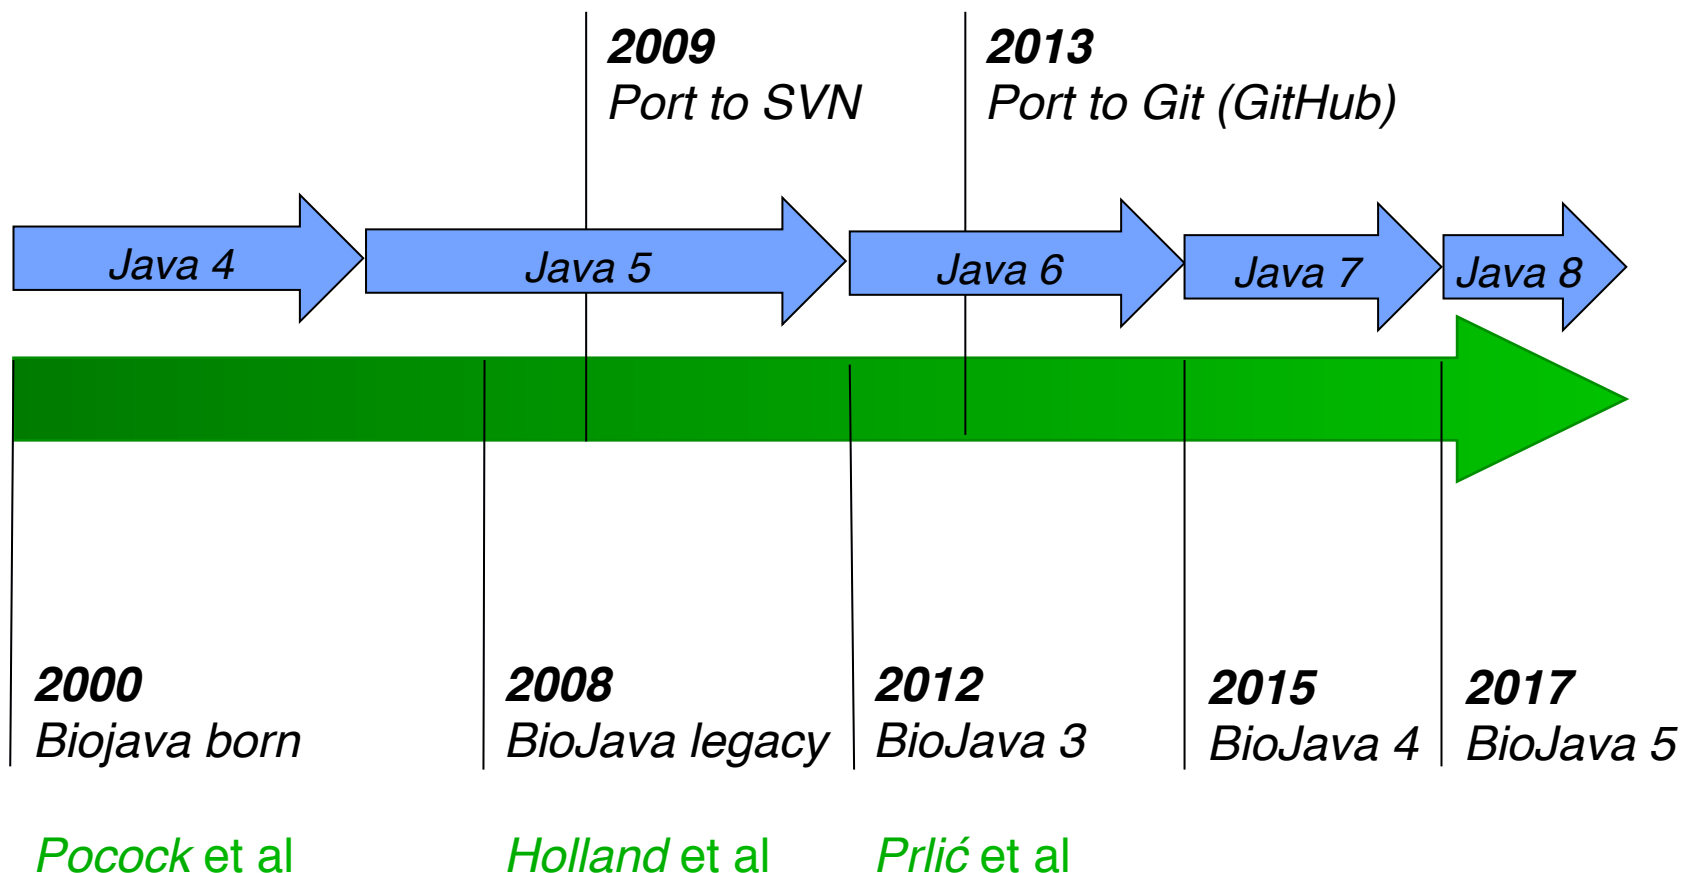 2009
Port to SVN
2013
Port to Git (GitHub)
Java 4
Java 5
Java 6
Java 7
Java 8
2000
Biojava born
2008
BioJava legacy
2012
BioJava 3
2015
BioJava 4
2017
BioJava 5
Pocock et al
Holland et al
Prlić et al